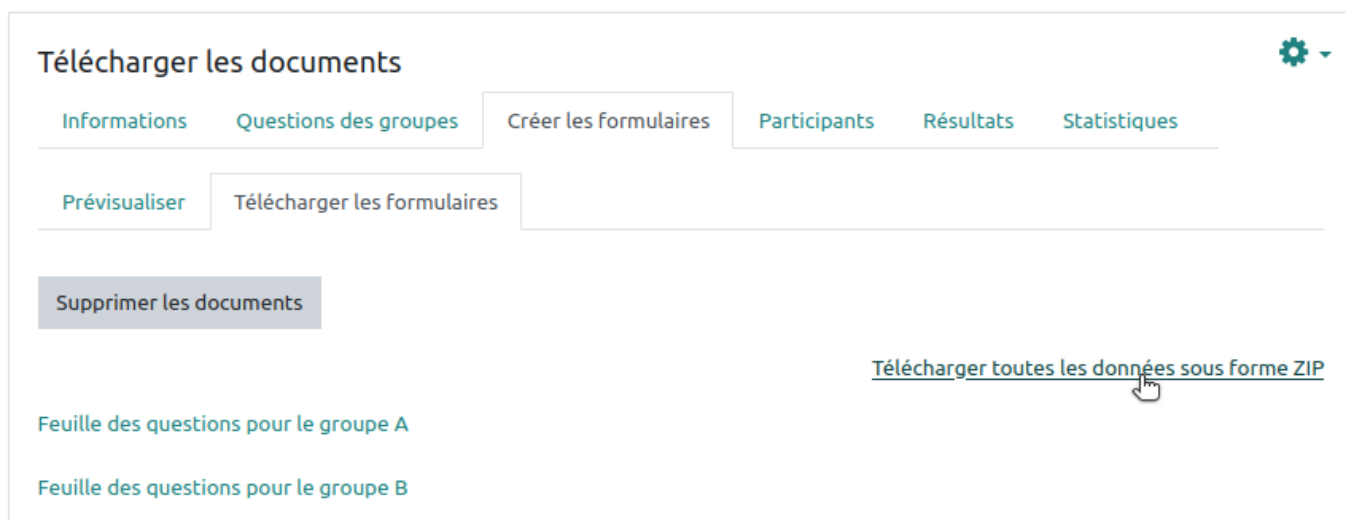 Télécharger les documents
Informations Questions des groupes Créer les formulaires Participants Résultats Statistiques
Prévisualiser Télécharger les formulaires
Supprimer les documents
Télécharger toutes les données sous forme ZIP
Feuille des questions pour le groupe A
Feuille des questions pour le groupe B